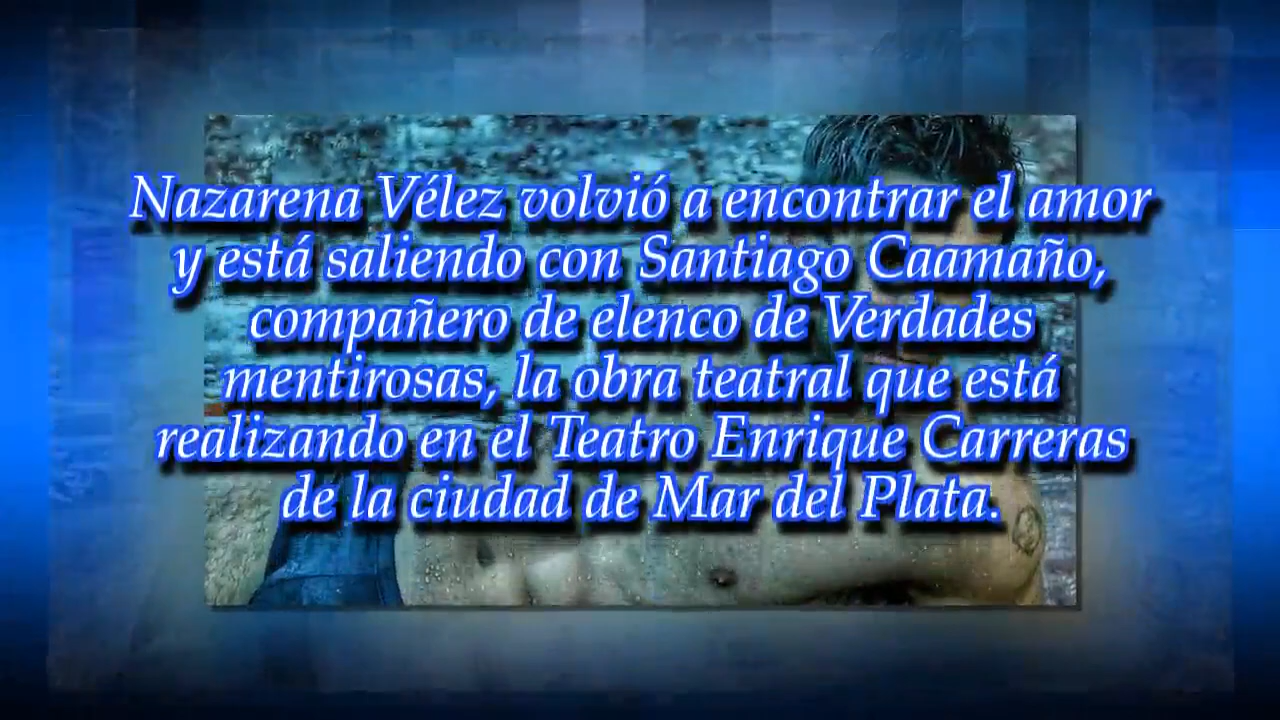 Nazarena Vélez volvió a encontrar el amor
y está saliendo con Santiago Caamaño,
compañero de elenco de Verdades
mentirosas, la obra teatral que está
realizando en el Teatro Enrique Carreras
de la ciudad de Mar del Plata.